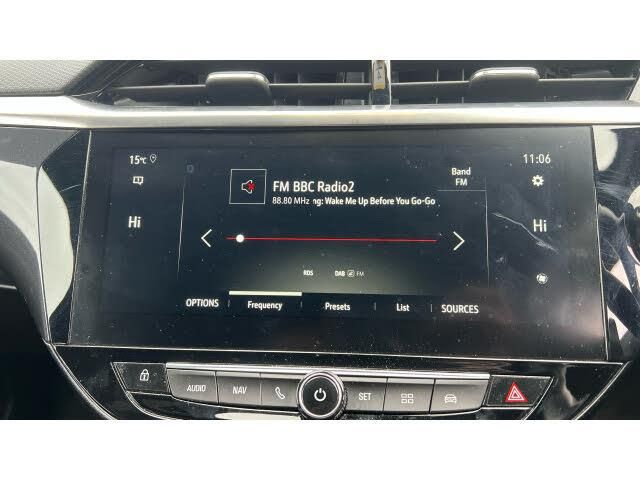 15°C
11:06
Band
FM
FM BBC Radio2
88.80 MHz ng: Wake Me Up Before You Go-Go
Hi
Hi
RDS DAB FM
OPTIONS Frequency Presets List SOURCES
AUDIO NAV SET